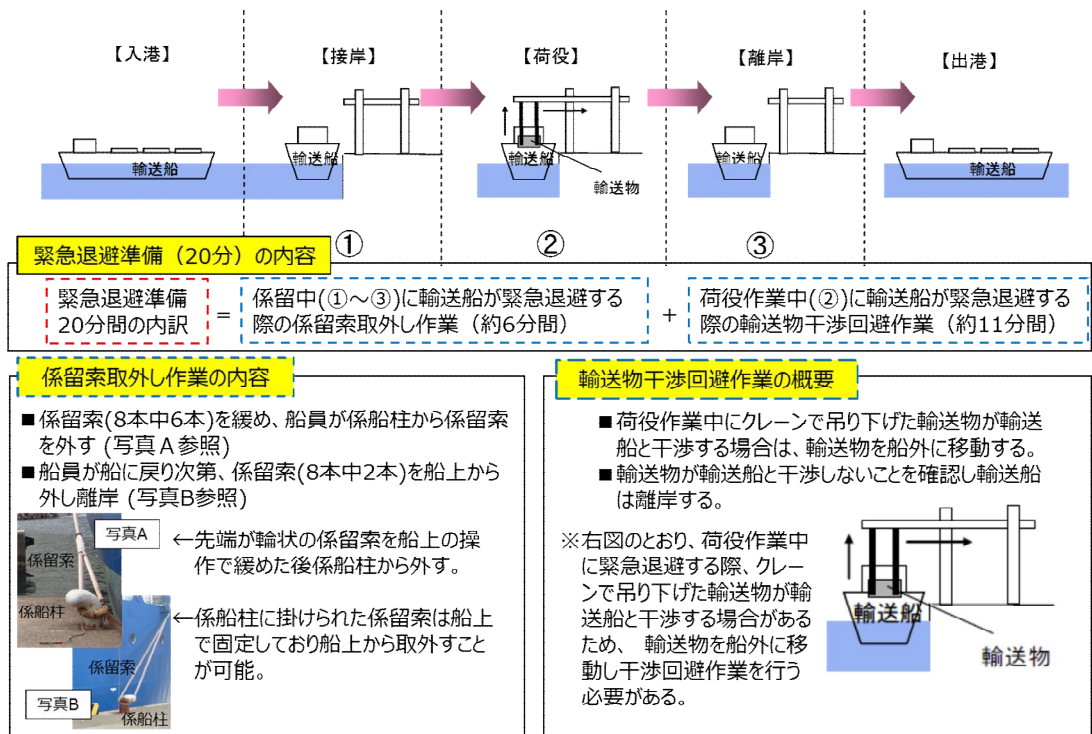 【入港】
【接岸】
【荷役】
【離岸】
【出港】
輸送船
輸送船
輸送船
輸送物
輸送船
輸送船
①
②
③
緊急退避準備（20分）の内容
緊急退避準備
20分間の内訳
=
係留中(①～③)に輸送船が緊急退避する
際の係留索取外し作業（約6分間）
+
荷役作業中(②)に輸送船が緊急退避する
際の輸送物干渉回避作業（約11分間）
係留索取外し作業の内容
■係留索(8本中6本)を緩め、船員が係船柱から係留索
を外す (写真Ａ参照)
■船員が船に戻り次第、係留索(8本中2本)を船上から
外し離岸 (写真B参照)
写真A
係留索
係船柱
←先端が輪状の係留索を船上の操
作で緩めた後係船柱から外す。
係留索
写真B
係船柱
←係船柱に掛けられた係留索は船上
で固定しており船上から取外すこと
が可能。
輸送物干渉回避作業の概要
■荷役作業中にクレーンで吊り下げた輸送物が輸送
船と干渉する場合は、輸送物を船外に移動する。
■輸送物が輸送船と干渉しないことを確認し輸送船
は離岸する。
※右図のとおり、荷役作業中
に緊急退避する際、クレー
ンで吊り下げた輸送物が輸
送船と干渉する場合がある
ため、 輸送物を船外に移
動し干渉回避作業を行う
必要がある。
輸送船
輸送物